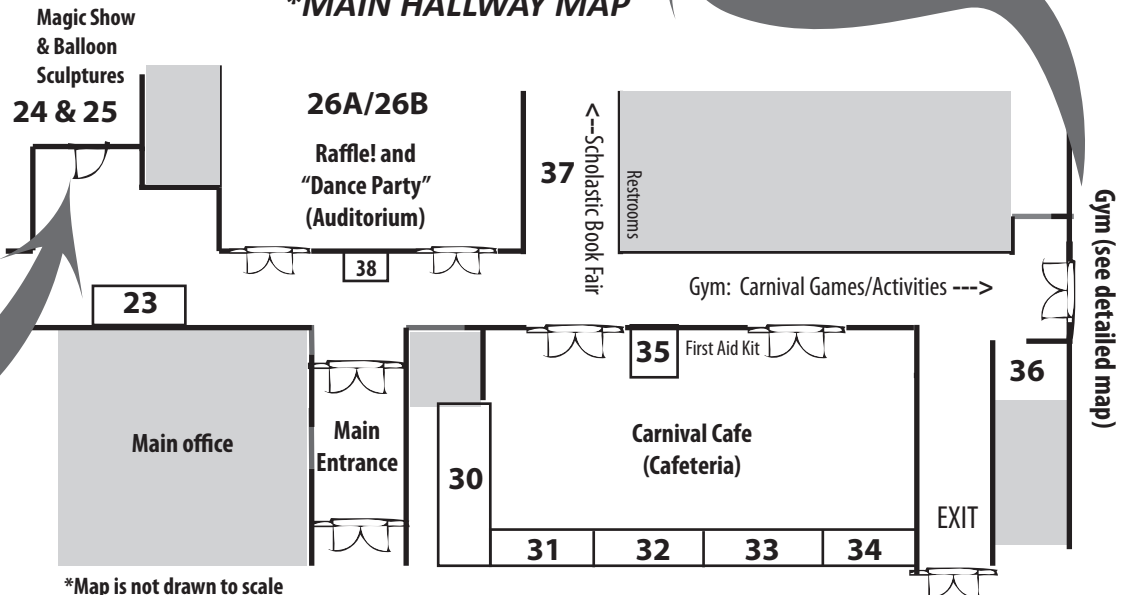 *MAIN HALLWAY MAP
Magic Show
& Balloon
Sculptures
24 & 25
26A/26B
Raffle! and
“Dance Party”
(Auditorium)
37
<--Scholastic Book Fair
Restrooms
38
23
Gym: Carnival Games/Activities --->
Gym (see detailed map)
35
First Aid Kit
36
Main office
Main
Entrance
30
Carnival Cafe
(Cafeteria)
31
32
33
34
EXIT
*Map is not drawn to scale